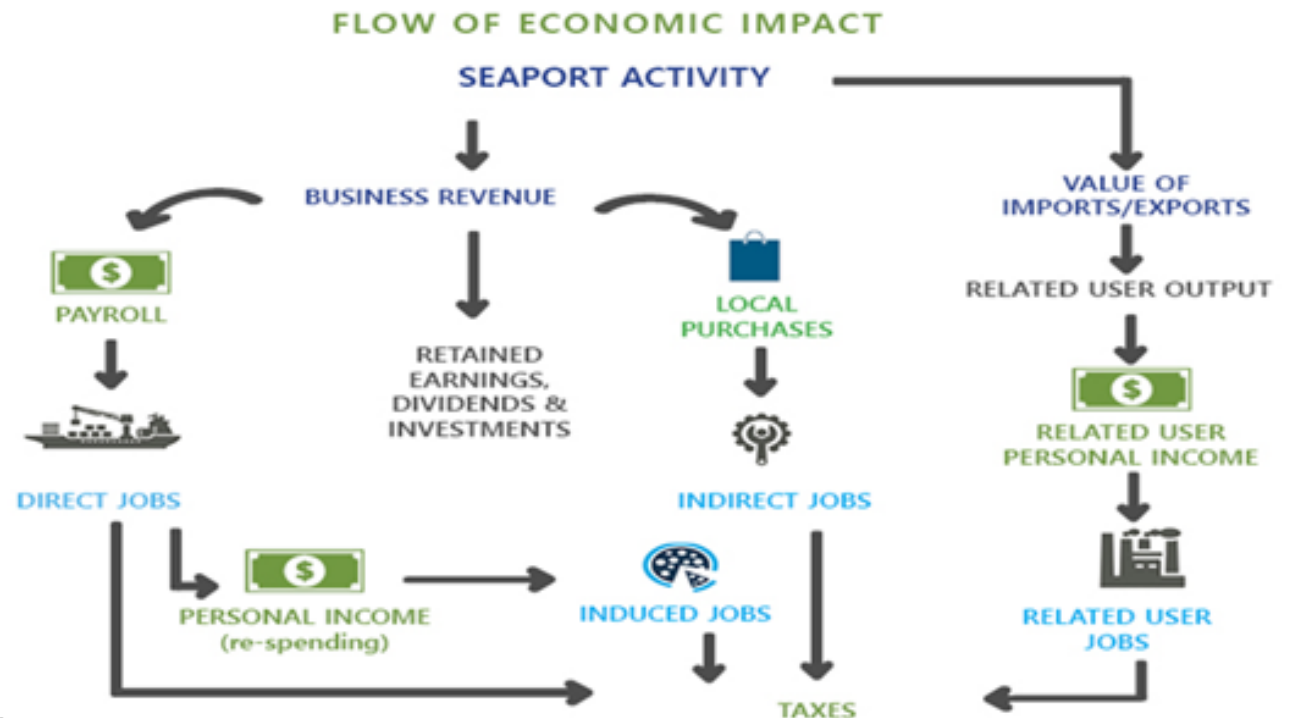 FLOW OF ECONOMIC IMPACT
SEAPORT ACTIVITY
BUSINESS REVENUE
VALUE OF
IMPORTS/EXPORTS
$
PAYROLL
LOCAL
PURCHASES
RELATED USER OUTPUT
RETAINED
EARNINGS,
DIVIDENDS &
INVESTMENTS
$
RELATED USER
PERSONAL INCOME
DIRECT JOBS
INDIRECT JOBS
$
PERSONAL INCOME
(re-spending)
INDUCED JOBS
RELATED USER
JOBS
TAXES